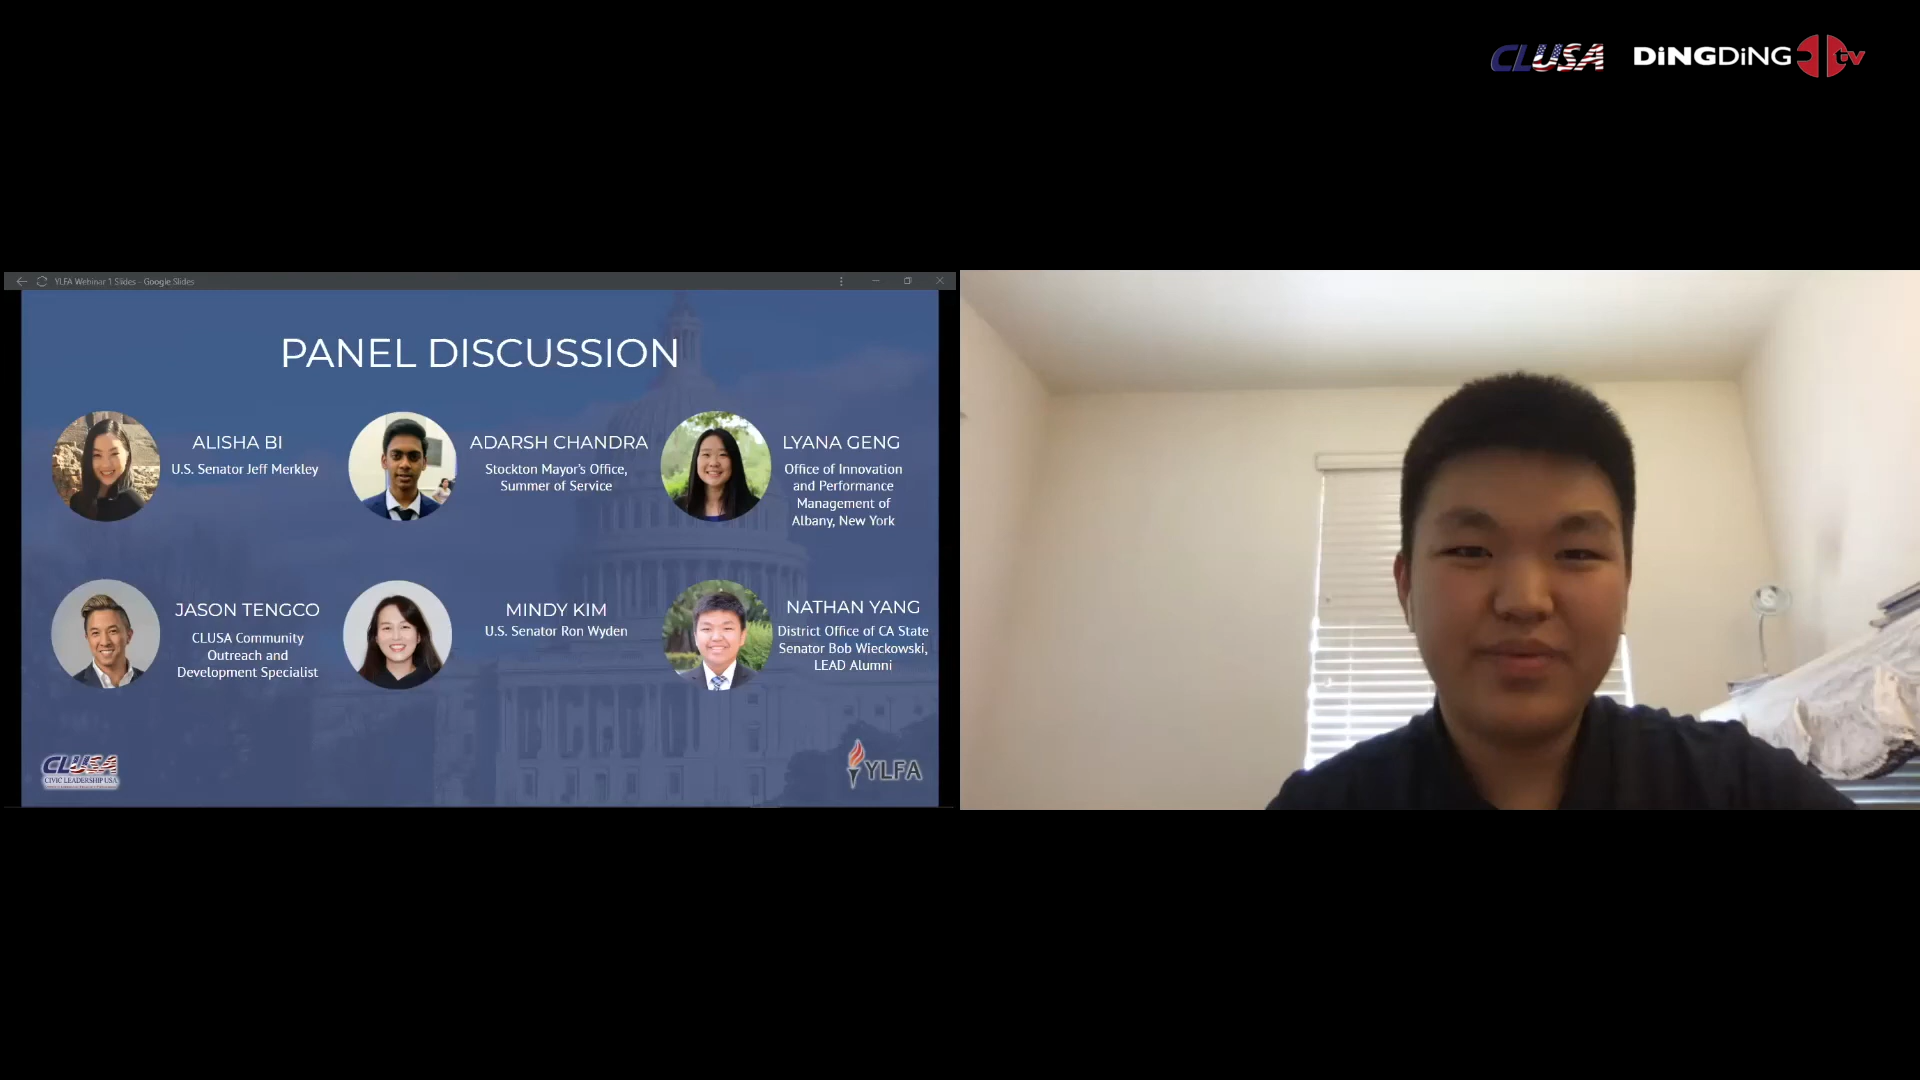 CLUSA DiNGDiNG tv
YLFA Webinar 1 Slides - Google Slides
PANEL DISCUSSION
ALISHA BI
U.S. Senator Jeff Merkley
ADARSH CHANDRA
Stockton Mayor's Office,
Summer of Service
LYANA GENG
Office of Innovation
and Performance
Management of
Albany, New York
JASON TENGCO
CLUSA Community
Outreach and
Development Specialist
MINDY KIM
U.S. Senator Ron Wyden
NATHAN YANG
District Office of CA State
Senator Bob Wieckowski,
LEAD Alumni
CLUSA
CIVIC LEADERSHIP USA
YLFA